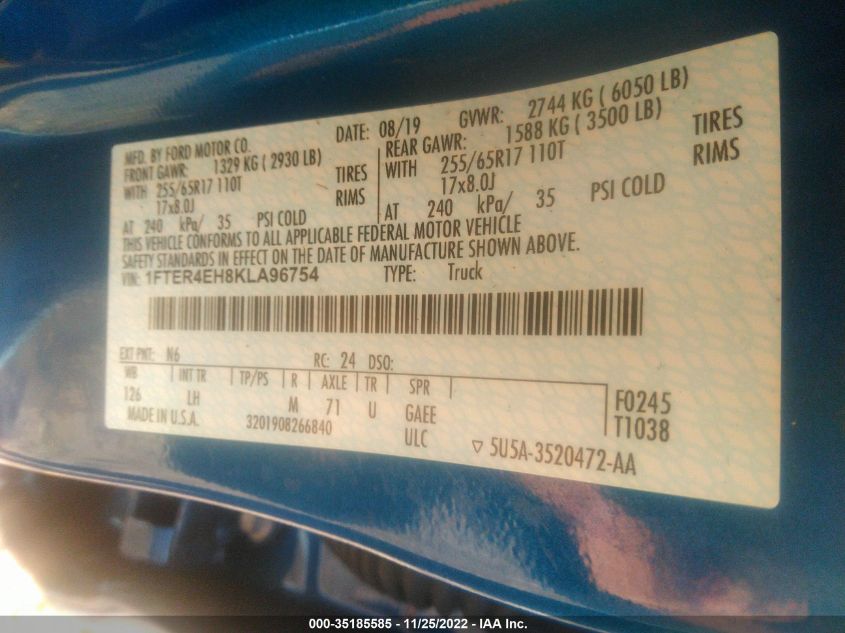 MFD. BY FORD MOTOR CO.
DATE: 08/19 GVWR: 2744 KG ( 6050 LB)
FRONT GAWR: 1329 KG ( 2930 LB)
WITH 255/65R17 110T TIRES
17x8.0J RIMS
AT 240 kPa/ 35 PSI COLD
REAR GAWR: 1588 KG ( 3500 LB)
WITH 255/65R17 110T TIRES
17x8.0J RIMS
AT 240 kPa/ 35 PSI COLD
THIS VEHICLE CONFORMS TO ALL APPLICABLE FEDERAL MOTOR VEHICLE
SAFETY STANDARDS IN EFFECT ON THE DATE OF MANUFACTURE SHOWN ABOVE.
VIN: 1FTER4EH8KLA96754 TYPE: Truck
EXT PNT: N6 RC: 24 DSO:
WB INT TR TP/PS R AXLE TR SPR
126 LH M 71 U GAEE F0245
ULC T1038
MADE IN U.S.A. 3201908266840 ▽ 5U5A-3520472-AA
000-35185585 - 11/25/2022 - IAA Inc.